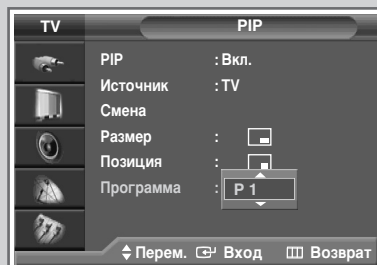 TV PIP
PIP : Вкл.
Источник : TV
Смена
Размер :
Позиция :
Программа : P 1
Перем. Вход Возврат